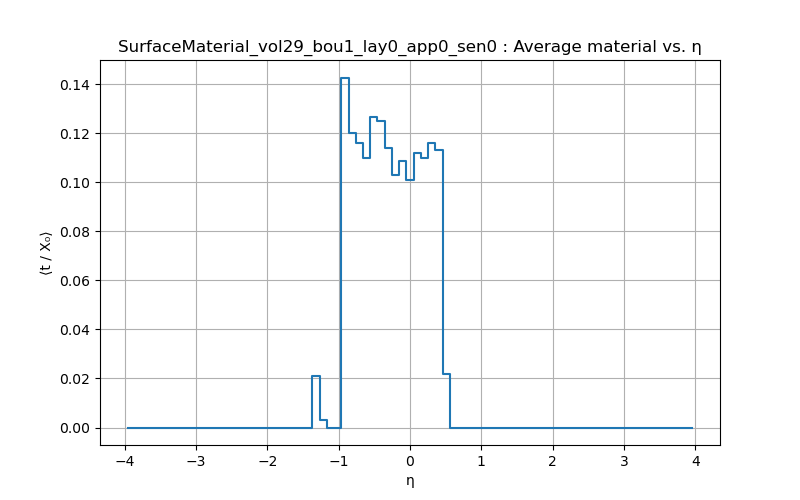 SurfaceMaterial_vol29_bou1_lay0_app0_sen0 : Average material vs. η
⟨t / X₀⟩
0.14
0.12
0.10
0.08
0.06
0.04
0.02
0.00
−4 −3 −2 −1 0 1 2 3 4
η